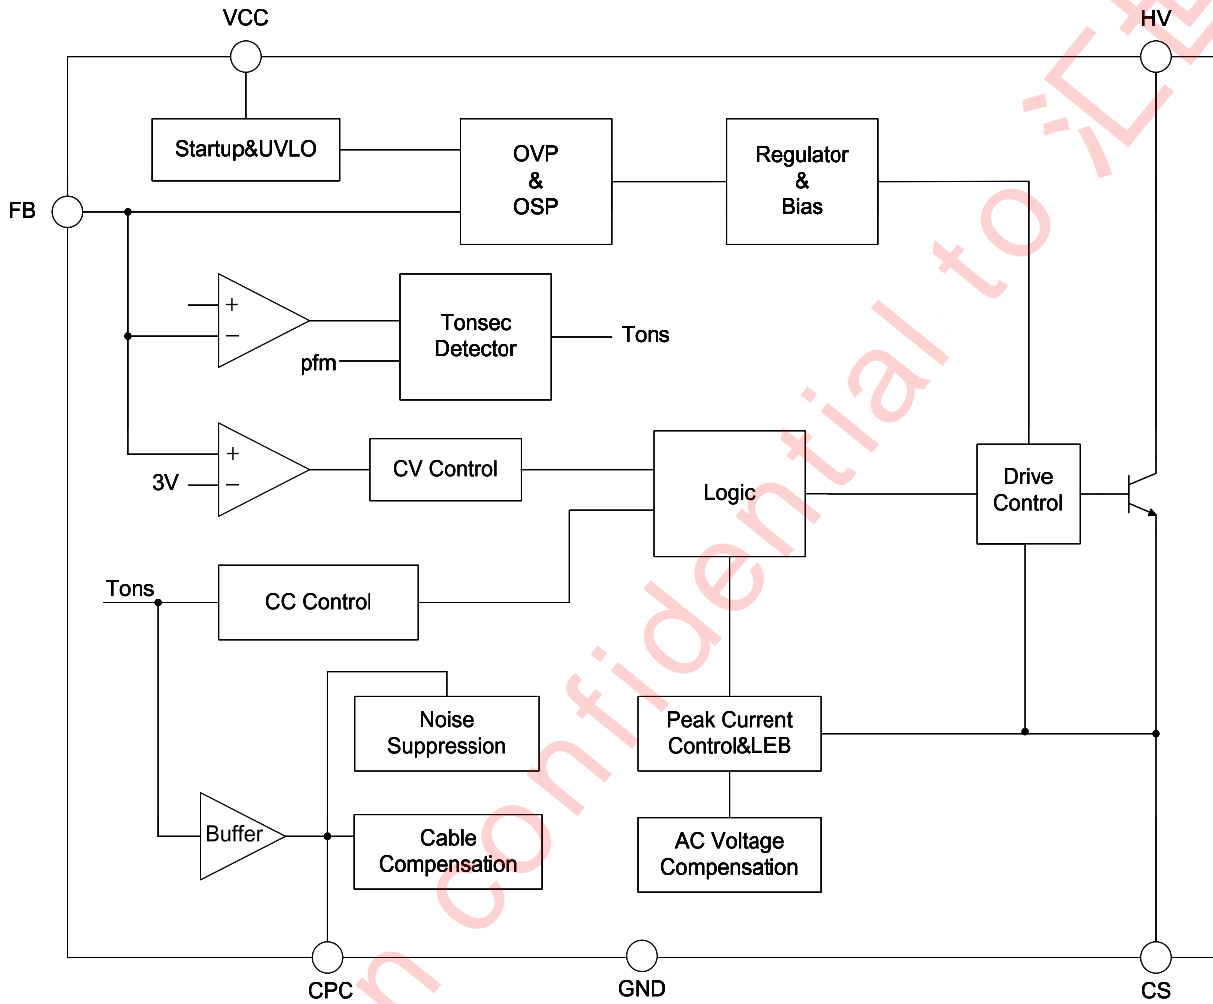 VCC
HV
Startup&UVLO
OVP
&
OSP
Regulator
&
Bias
FB
+
−
Tonsec
Detector
Tons
pfm
+
3V
−
CV Control
Logic
Drive
Control
Tons
CC Control
Noise
Suppression
Peak Current
Control&LEB
Buffer
Cable
Compensation
AC Voltage
Compensation
CPC
GND
CS
n confidential to 汇